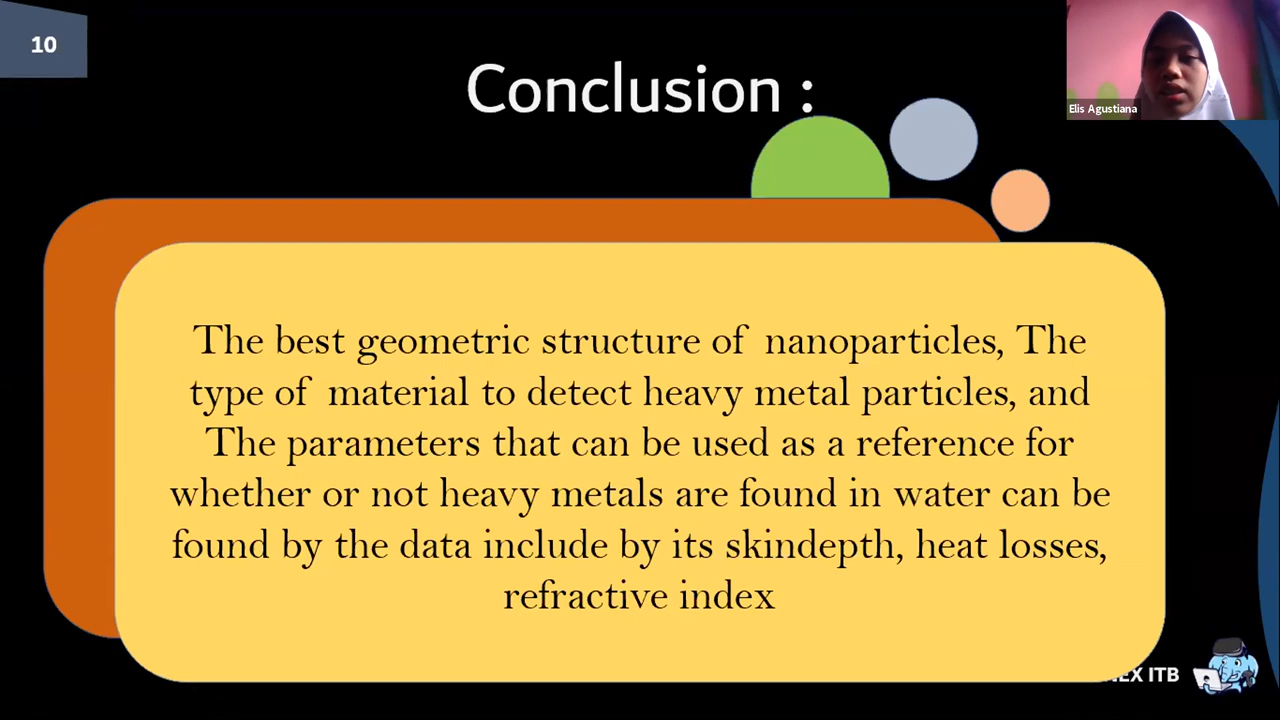 10
Conclusion :
Elis Agustiana
The best geometric structure of nanoparticles, The
type of material to detect heavy metal particles, and
The parameters that can be used as a reference for
whether or not heavy metals are found in water can be
found by the data include by its skindepth, heat losses,
refractive index
ITB